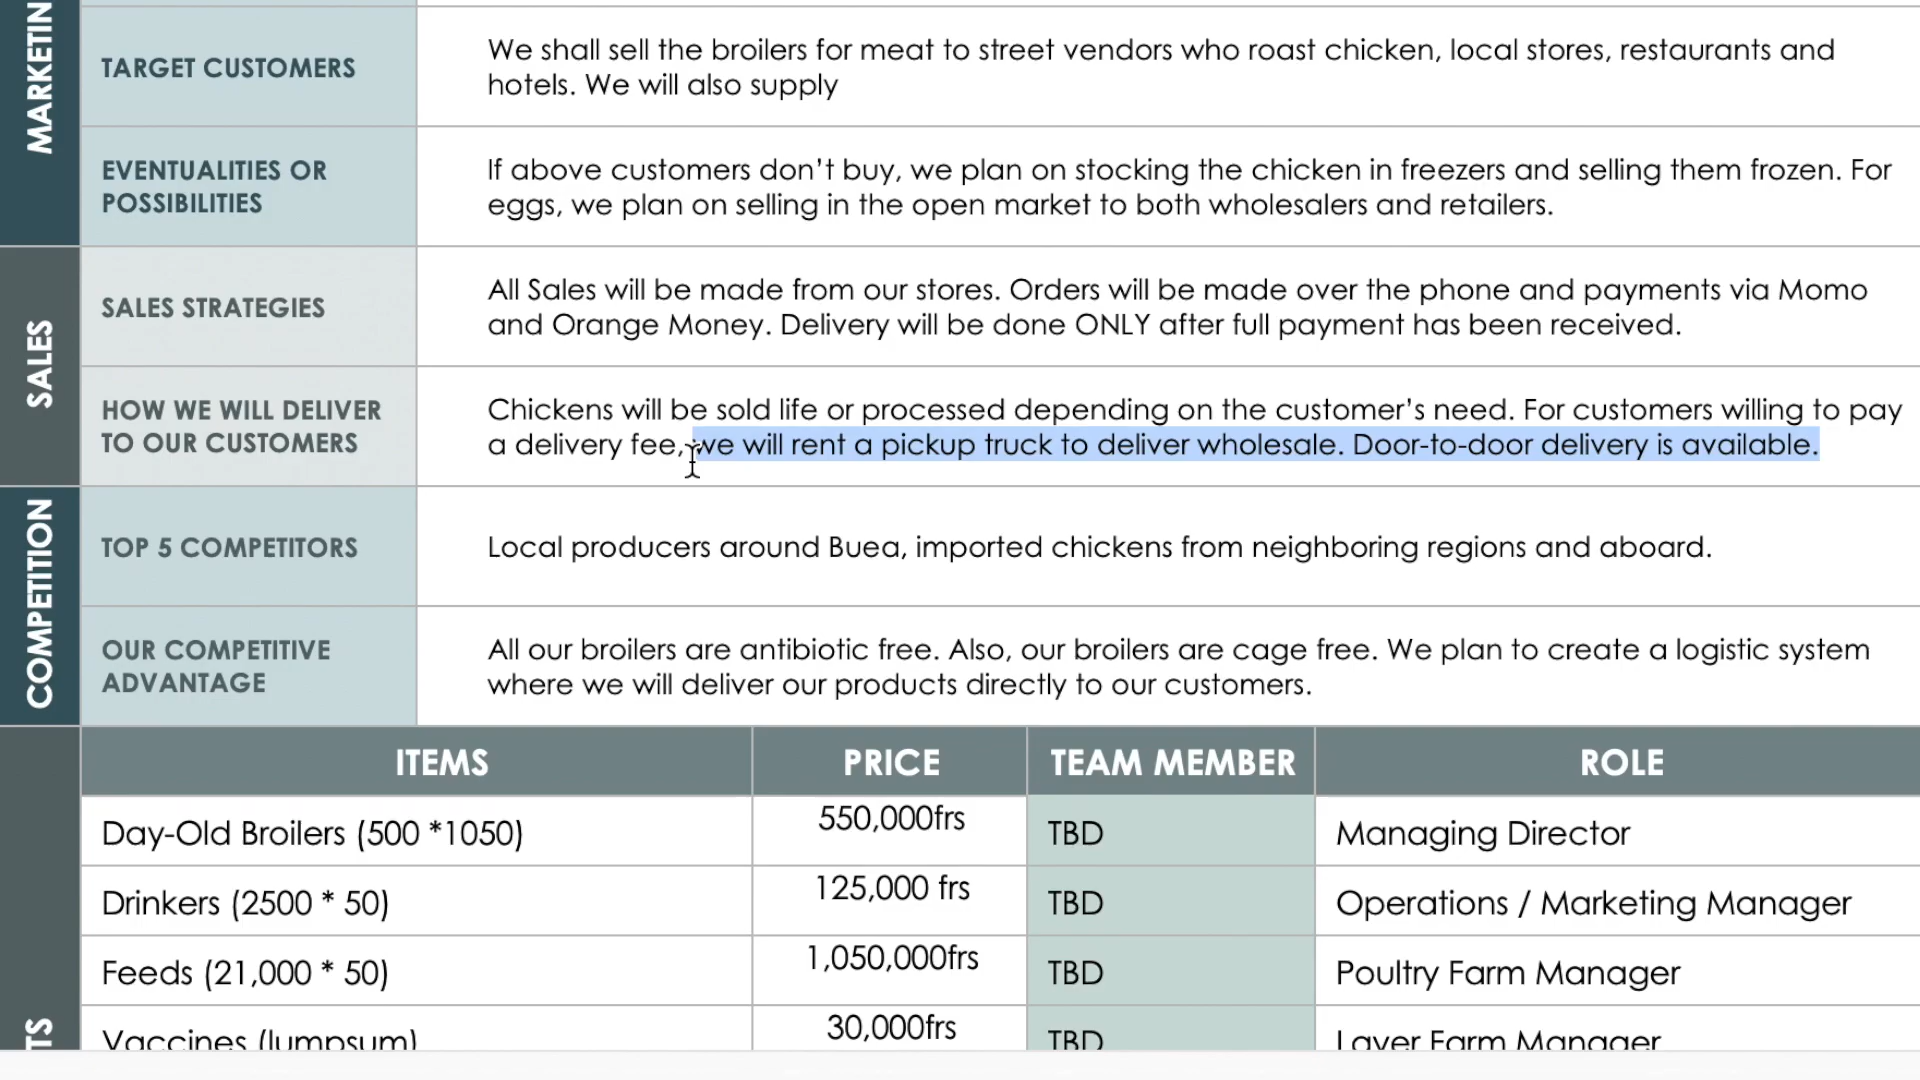 MARKETIN
TARGET CUSTOMERS
We shall sell the broilers for meat to street vendors who roast chicken, local stores, restaurants and
hotels. We will also supply
EVENTUALITIES OR
POSSIBILITIES
If above customers don’t buy, we plan on stocking the chicken in freezers and selling them frozen. For
eggs, we plan on selling in the open market to both wholesalers and retailers.
SALES
SALES STRATEGIES
All Sales will be made from our stores. Orders will be made over the phone and payments via Momo
and Orange Money. Delivery will be done ONLY after full payment has been received.
HOW WE WILL DELIVER
TO OUR CUSTOMERS
Chickens will be sold life or processed depending on the customer’s need. For customers willing to pay
a delivery fee, we will rent a pickup truck to deliver wholesale. Door-to-door delivery is available.
COMPETITION
TOP 5 COMPETITORS
Local producers around Buea, imported chickens from neighboring regions and aboard.
OUR COMPETITIVE
ADVANTAGE
All our broilers are antibiotic free. Also, our broilers are cage free. We plan to create a logistic system
where we will deliver our products directly to our customers.
ITEMS PRICE TEAM MEMBER ROLE
Day-Old Broilers (500 *1050) 550,000frs TBD Managing Director
Drinkers (2500 * 50) 125,000 frs TBD Operations / Marketing Manager
Feeds (21,000 * 50) 1,050,000frs TBD Poultry Farm Manager
Vaccines (lumpsum) 30,000frs TBD Layer Farm Manager
TS